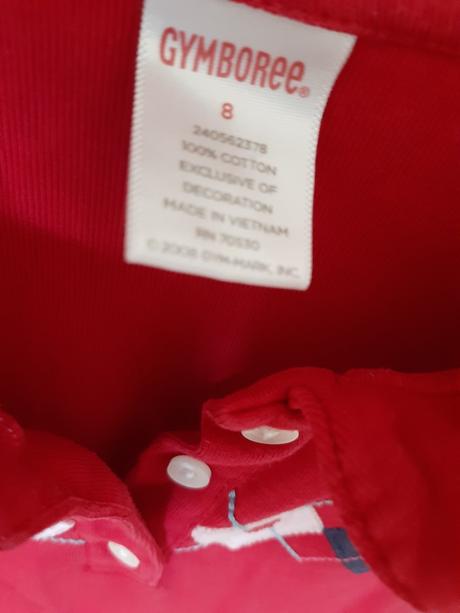 GYMBOREE®
8
240562378
100% COTTON
EXCLUSIVE OF
DECORATION
MADE IN VIETNAM
RN 70530
© 2008 GYM-MARK, INC.